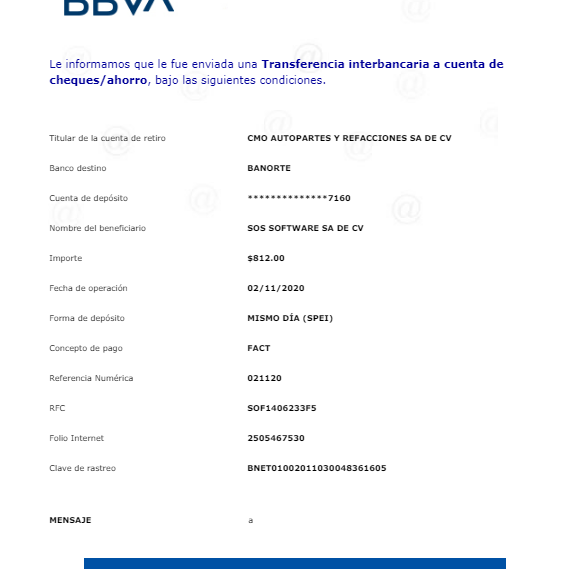 BBVA
Le informamos que le fue enviada una Transferencia interbancaria a cuenta de
cheques/ahorro, bajo las siguientes condiciones.
Titular de la cuenta de retiro CMO AUTOPARTES Y REFACCIONES SA DE CV
Banco destino BANORTE
Cuenta de depósito **************7160
Nombre del beneficiario SOS SOFTWARE SA DE CV
Importe $812.00
Fecha de operación 02/11/2020
Forma de depósito MISMO DÍA (SPEI)
Concepto de pago FACT
Referencia Numérica 021120
RFC SOF1406233F5
Folio Internet 2505467530
Clave de rastreo BNET01002011030048361605
MENSAJE a